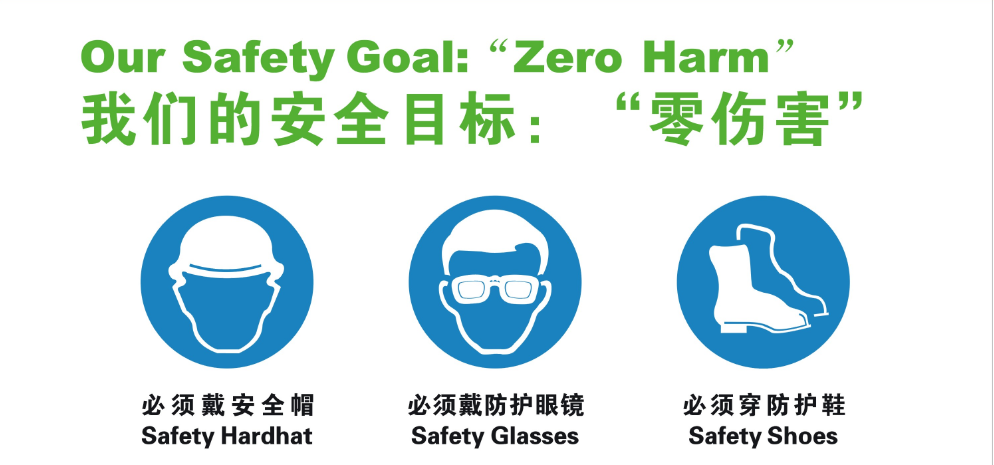 Our Safety Goal: “Zero Harm”
我们的安全目标：“零伤害”
必须戴安全帽
Safety Hardhat
必须戴防护眼镜
Safety Glasses
必须穿防护鞋
Safety Shoes